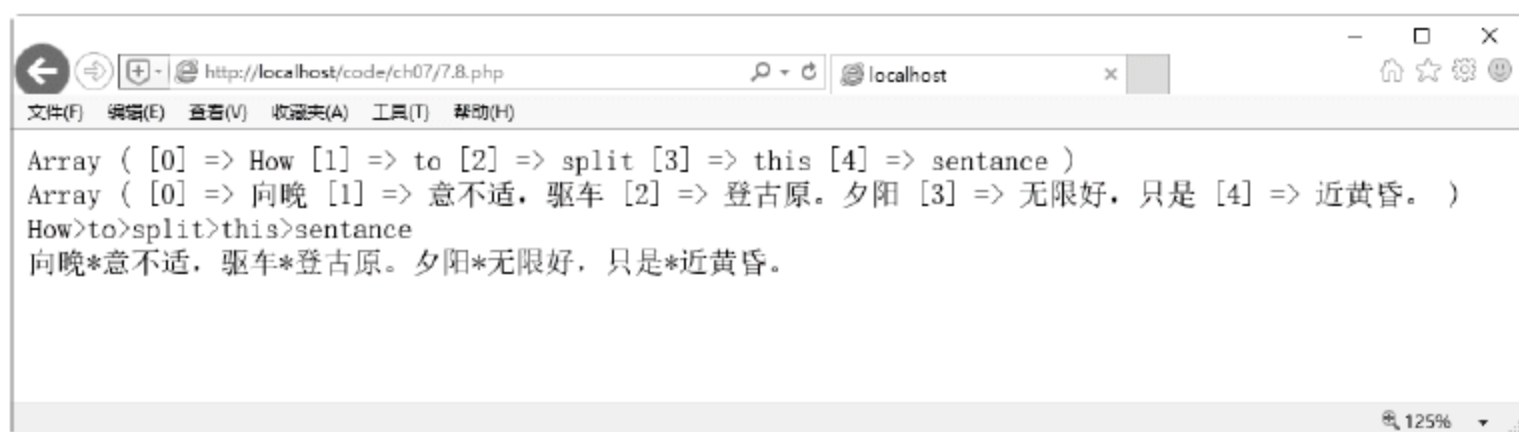 http://localhost/code/ch07/7.8.php
localhost
文件(F) 编辑(E) 查看(V) 收藏夹(A) 工具(T) 帮助(H)
Array ( [0] => How [1] => to [2] => split [3] => this [4] => sentance )
Array ( [0] => 向晚 [1] => 意不适，驱车 [2] => 登古原。夕阳 [3] => 无限好，只是 [4] => 近黄昏。 )
How>to>split>this>sentance
向晚*意不适，驱车*登古原。夕阳*无限好，只是*近黄昏。
125%